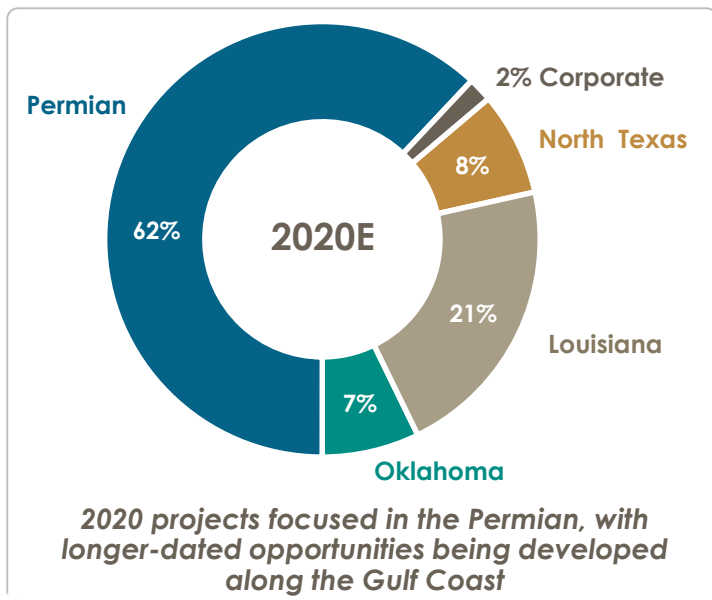 2% Corporate
Permian
North Texas
8%
62%
2020E
21%
Louisiana
7%
Oklahoma
2020 projects focused in the Permian, with
longer-dated opportunities being developed
along the Gulf Coast